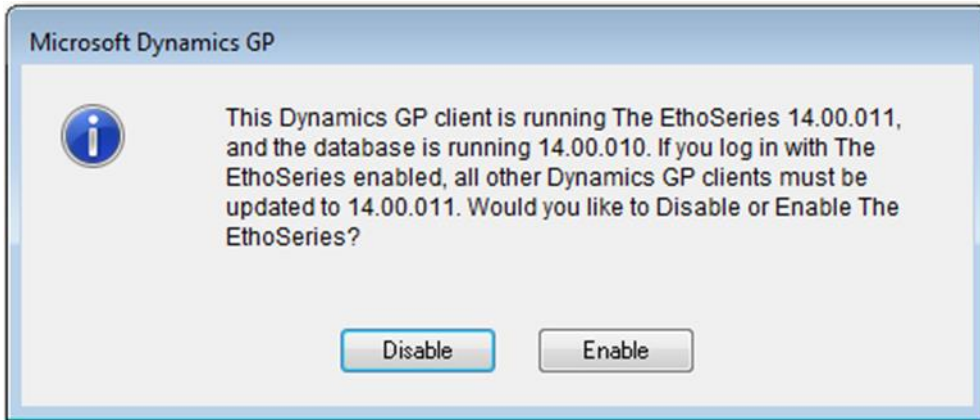 Microsoft Dynamics GP
This Dynamics GP client is running The EthoSeries 14.00.011,
and the database is running 14.00.010. If you log in with The
EthoSeries enabled, all other Dynamics GP clients must be
updated to 14.00.011. Would you like to Disable or Enable The
EthoSeries?
Disable Enable